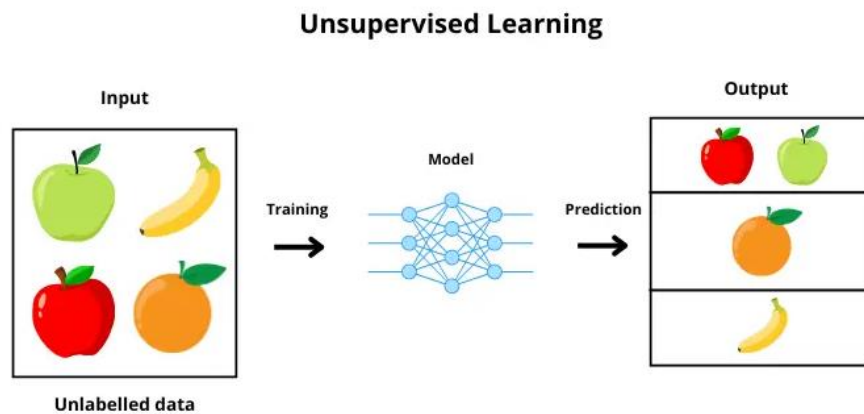 Unsupervised Learning
Input
Output
Model
Training
Prediction
Unlabelled data